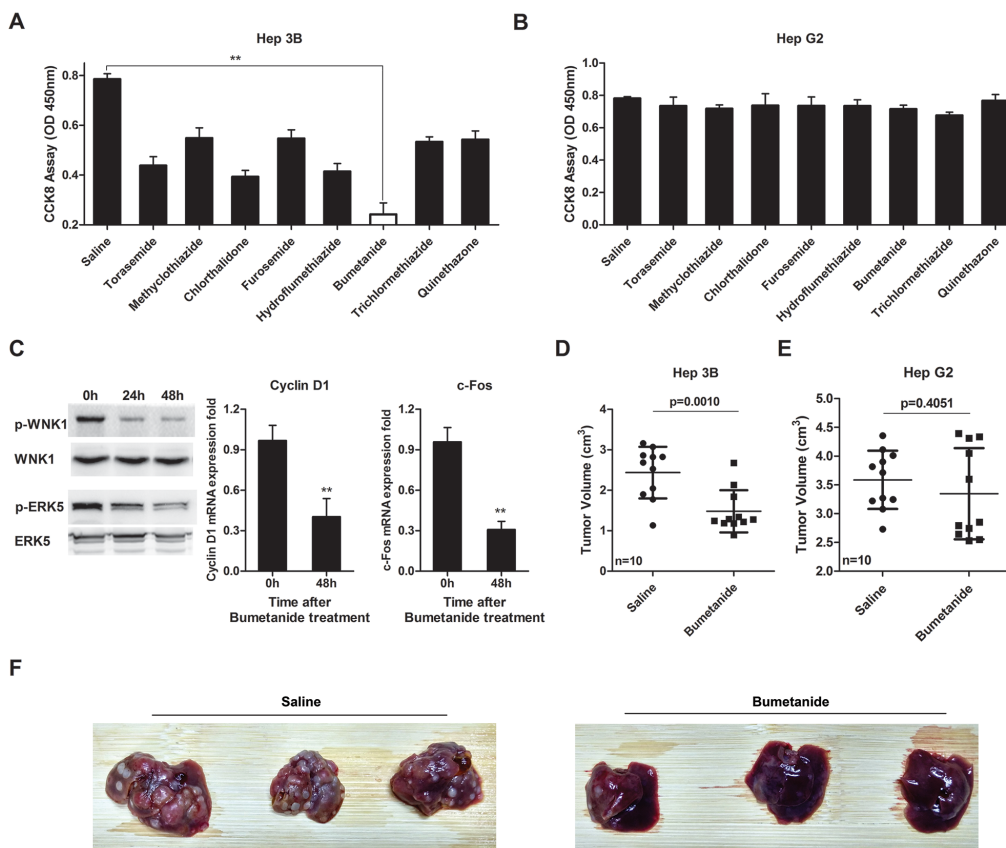 A
Hep 3B
**
CCK8 Assay (OD 450nm)
0.8
0.6
0.4
0.2
Saline
Torasemide
Methyclothiazide
Chlorthalidone
Furosemide
Hydroflumethiazide
Bumetanide
Trichlormethiazide
Quinethazone
B
Hep G2
CCK8 Assay (OD 450nm)
1.0
0.8
0.6
0.4
0.2
0.0
Saline
Torasemide
Methyclothiazide
Chlorthalidone
Furosemide
Hydroflumethiazide
Bumetanide
Trichlormethiazide
Quinethazone
C
0h 24h 48h
p-WNK1
WNK1
p-ERK5
ERK5
Cyclin D1
Cyclin D1 mRNA expression fold
1.2
0.9
0.6
0.3
0.0
**
0h 48h
Time after
Bumetanide treatment
c-Fos
c-Fos mRNA expression fold
1.2
0.9
0.6
0.3
0.0
**
0h 48h
Time after
Bumetanide treatment
D
Hep 3B
p=0.0010
Tumor Volume (cm3)
4
3
2
1
0
n=10
Saline
Bumetanide
E
Hep G2
p=0.4051
Tumor Volume (cm3)
5.0
4.5
4.0
3.5
3.0
2.5
2.0
n=10
Saline
Bumetanide
F
Saline
Bumetanide